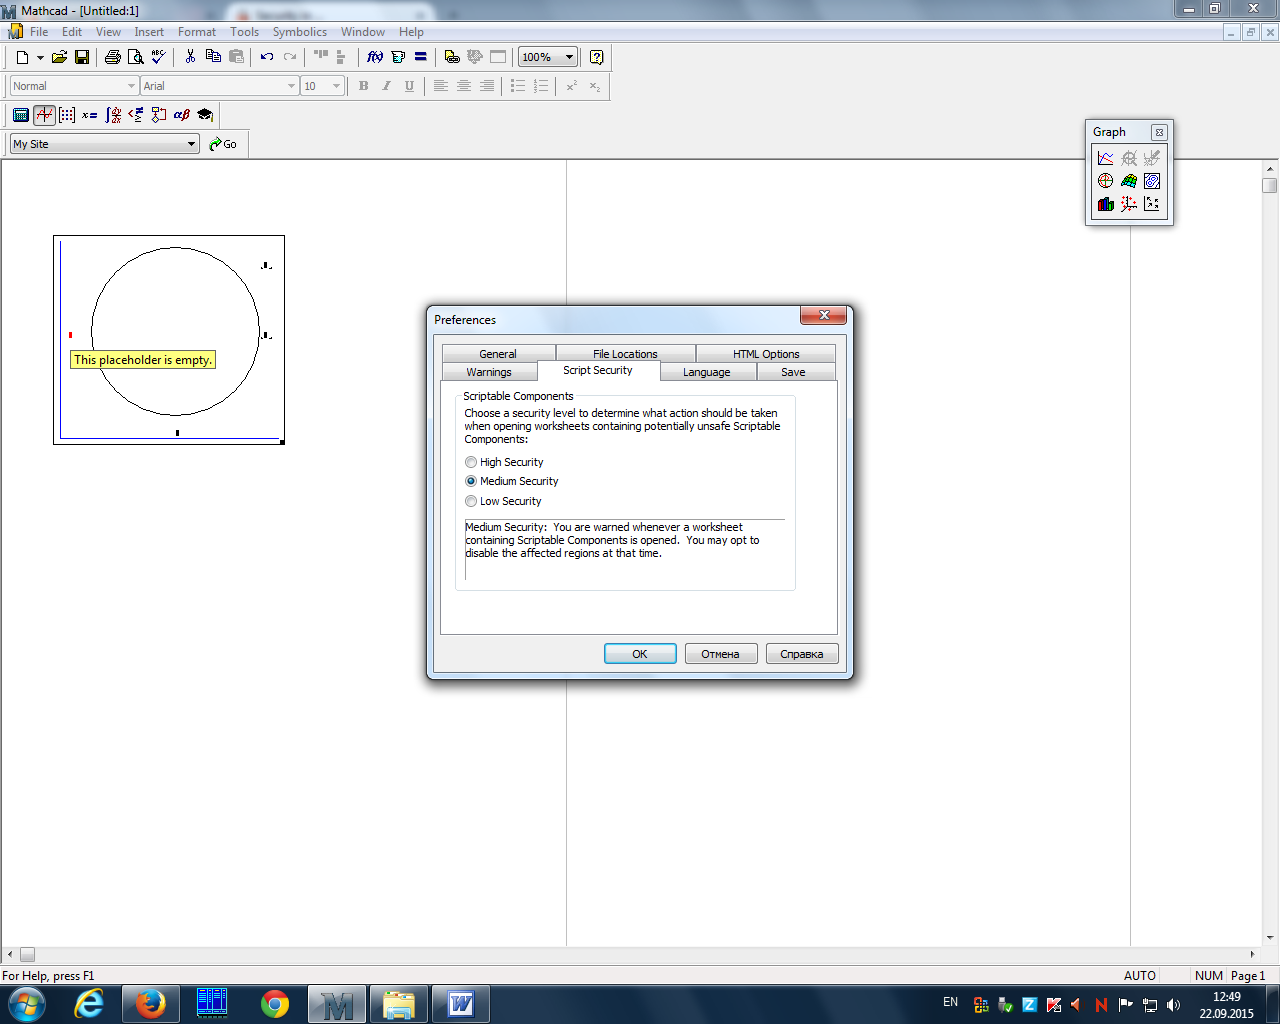 Mathcad - [Untitled:1]
File Edit View Insert Format Tools Symbolics Window Help
100%
Normal Arial 10 B I U
My Site Go
Graph
This placeholder is empty.
Preferences
General File Locations HTML Options
Warnings Script Security Language Save
Scriptable Components
Choose a security level to determine what action should be taken
when opening worksheets containing potentially unsafe Scriptable
Components:
High Security
Medium Security
Low Security
Medium Security: You are warned whenever a worksheet
containing Scriptable Components is opened. You may opt to
disable the affected regions at that time.
OK Отмена Справка
For Help, press F1 AUTO NUM Page 1
EN 12:49
22.09.2015